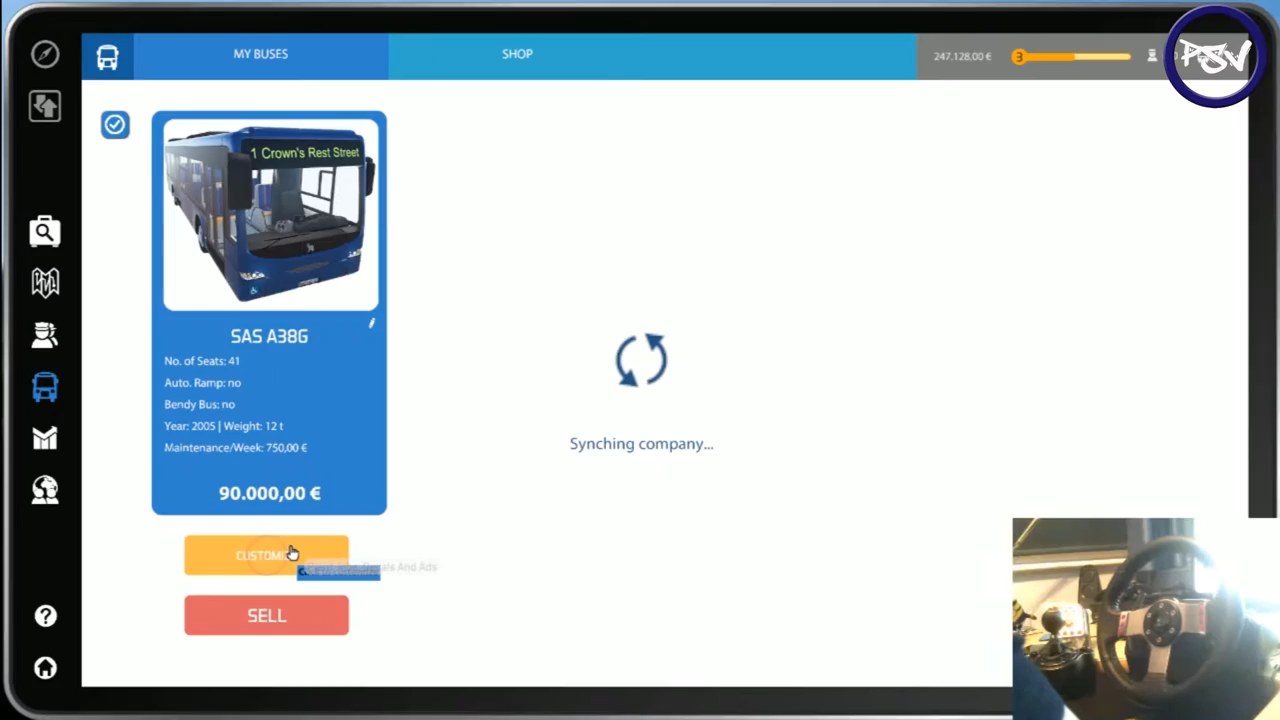 MY BUSES
SHOP
247.128,00 €
3
PSV
1 Crown's Rest Street
SAS A38G
No. of Seats: 41
Auto. Ramp: no
Bendy Bus: no
Year: 2005 | Weight: 12 t
Maintenance/Week: 750,00 €
90.000,00 €
Synching company...
SELL